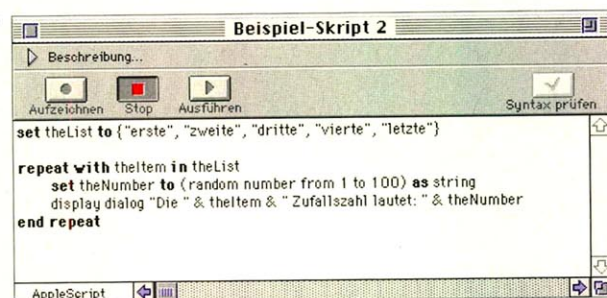 Beispiel-Skript 2
Beschreibung...
Aufzeichnen Stop Ausführen Syntax prüfen
set theList to {"erste", "zweite", "dritte", "vierte", "letzte"}
repeat with theItem in theList
set theNumber to (random number from 1 to 100) as string
display dialog "Die " & theItem & " Zufallszahl lautet: " & theNumber
end repeat
AppleScript